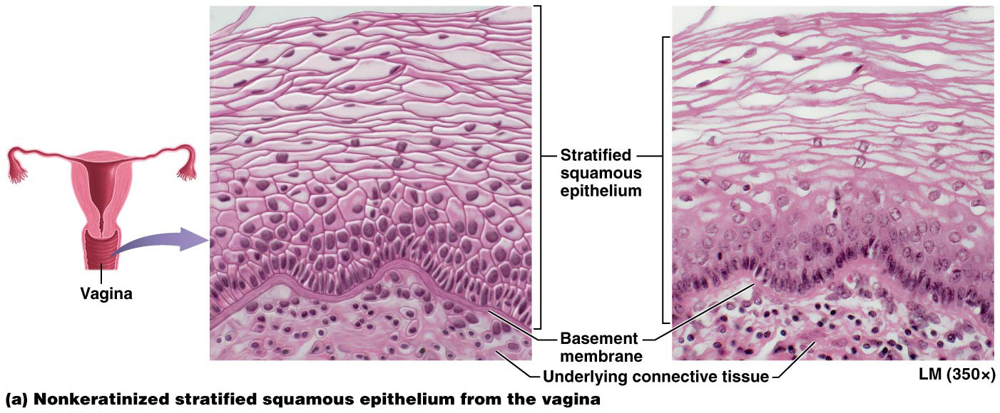 Vagina
Stratified
squamous
epithelium
Basement
membrane
Underlying connective tissue
LM (350×)
(a) Nonkeratinized stratified squamous epithelium from the vagina